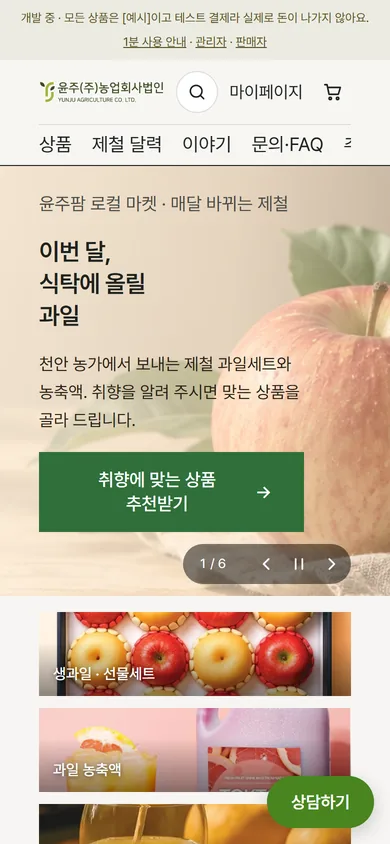 개발 중 · 모든 상품은 [예시]이고 테스트 결제라 실제로 돈이 나가지 않아요.
1분 사용 안내 · 관리자 · 판매자
윤주(주)농업회사법인
YUNJU AGRICULTURE CO, LTD,
마이페이지
상품 제철 달력 이야기 문의·FAQ
윤주팜 로컬 마켓 · 매달 바뀌는 제철
이번 달,
식탁에 올릴
과일
천안 농가에서 보내는 제철 과일세트와
농축액. 취향을 알려 주시면 맞는 상품을
골라 드립니다.
취향에 맞는 상품
추천받기
1 / 6
생과일 · 선물세트
과일 농축액
상담하기